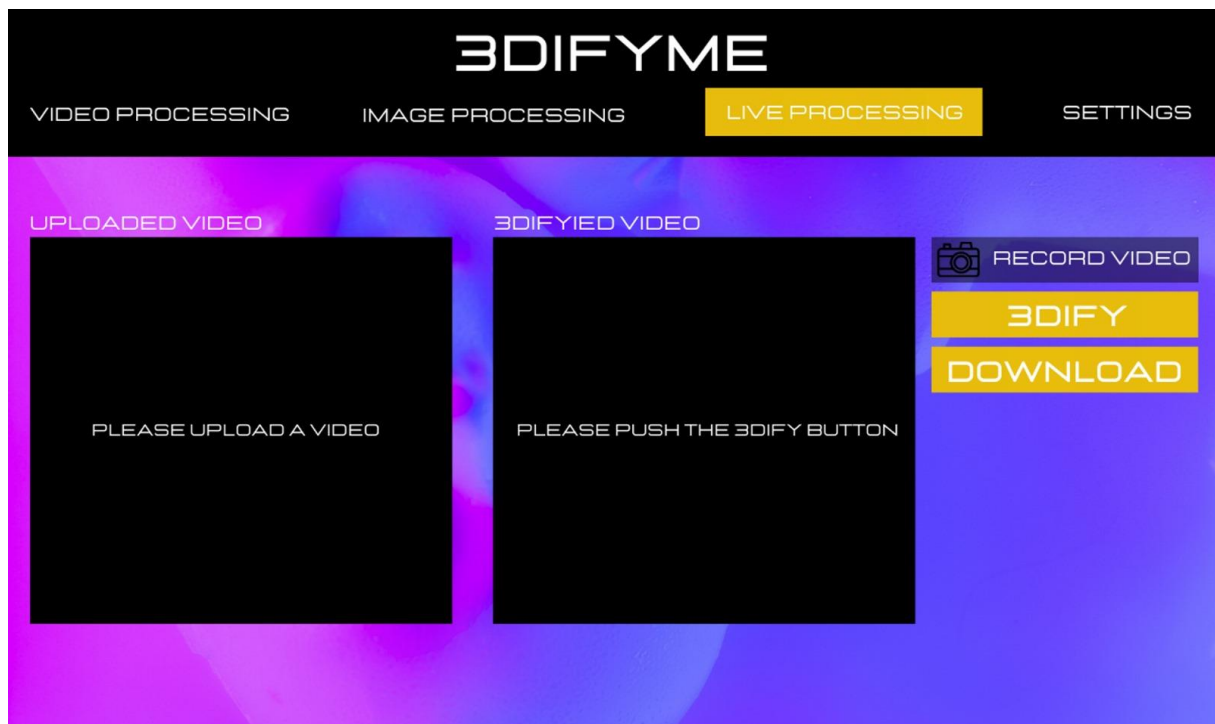 3DIFYME
VIDEO PROCESSING
IMAGE PROCESSING
LIVE PROCESSING
SETTINGS
UPLOADED VIDEO
3DIFYIED VIDEO
RECORD VIDEO
3DIFY
DOWNLOAD
PLEASE UPLOAD A VIDEO
PLEASE PUSH THE 3DIFY BUTTON